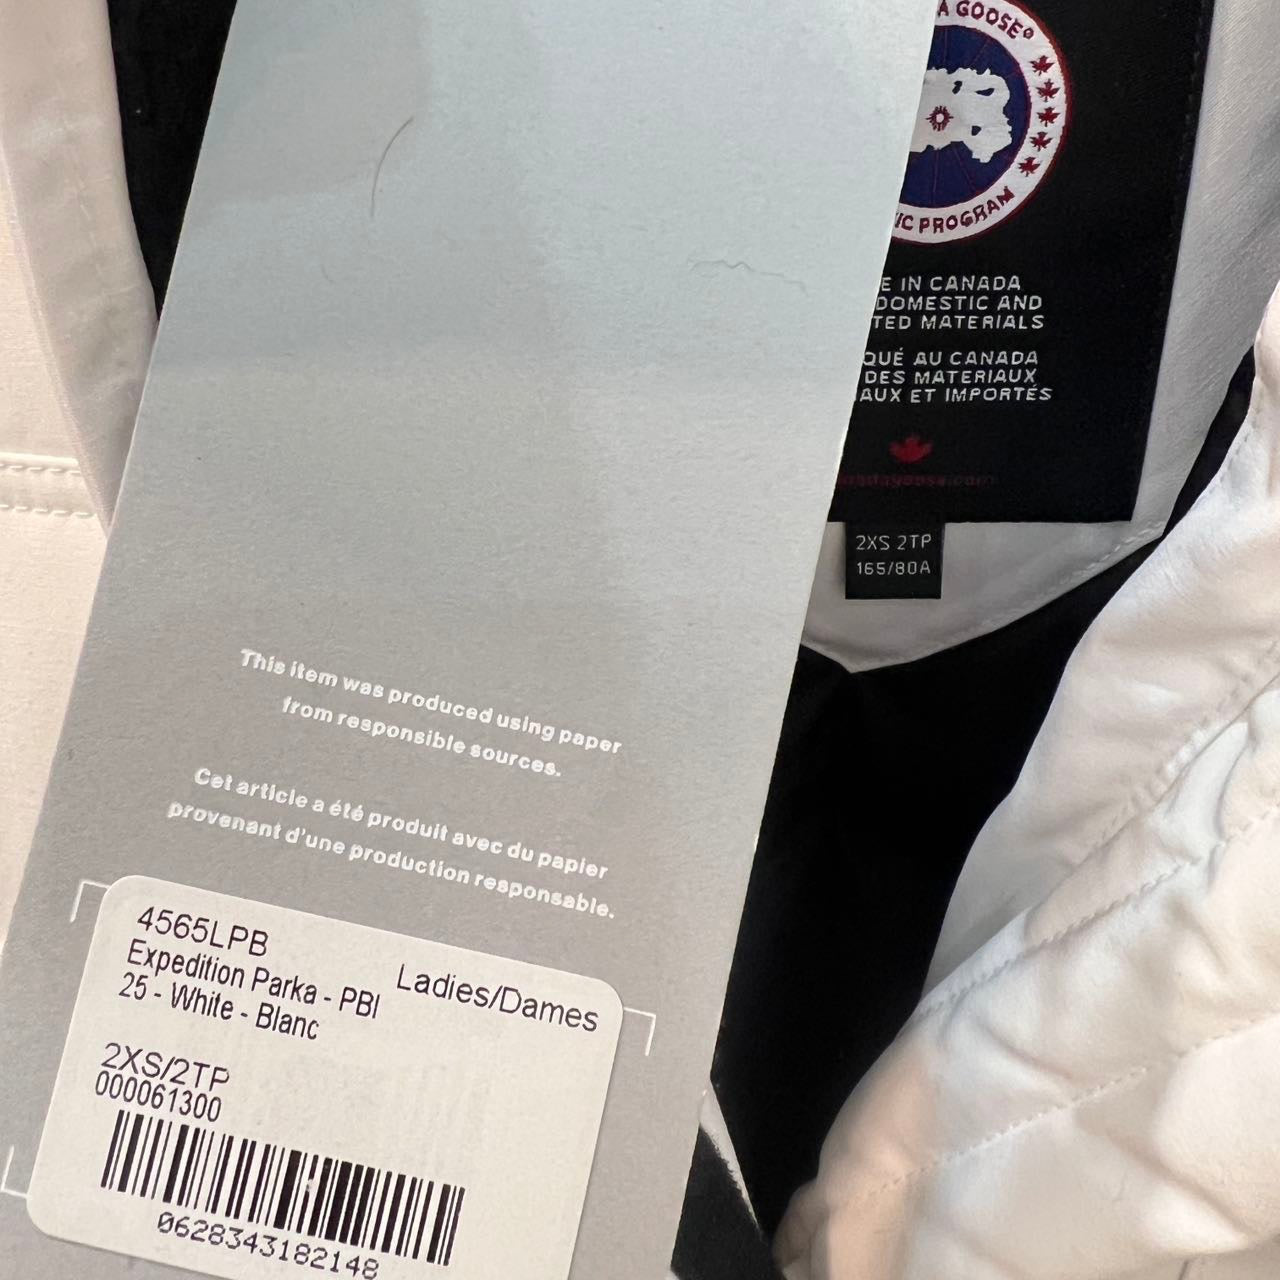 A GOOSE®
IC PROGRAM
E IN CANADA
DOMESTIC AND
TED MATERIALS
QUÉ AU CANADA
DES MATERIAUX
AUX ET IMPORTÉS
2XS 2TP
165/80A
This item was produced using paper
from responsible sources.
Cet article a été produit avec du papier
provenant d'une production responsable.
4565LPB
Ladies/Dames
Expedition Parka - PBI
25 - White - Blanc
2XS/2TP
000061300
0628343182148